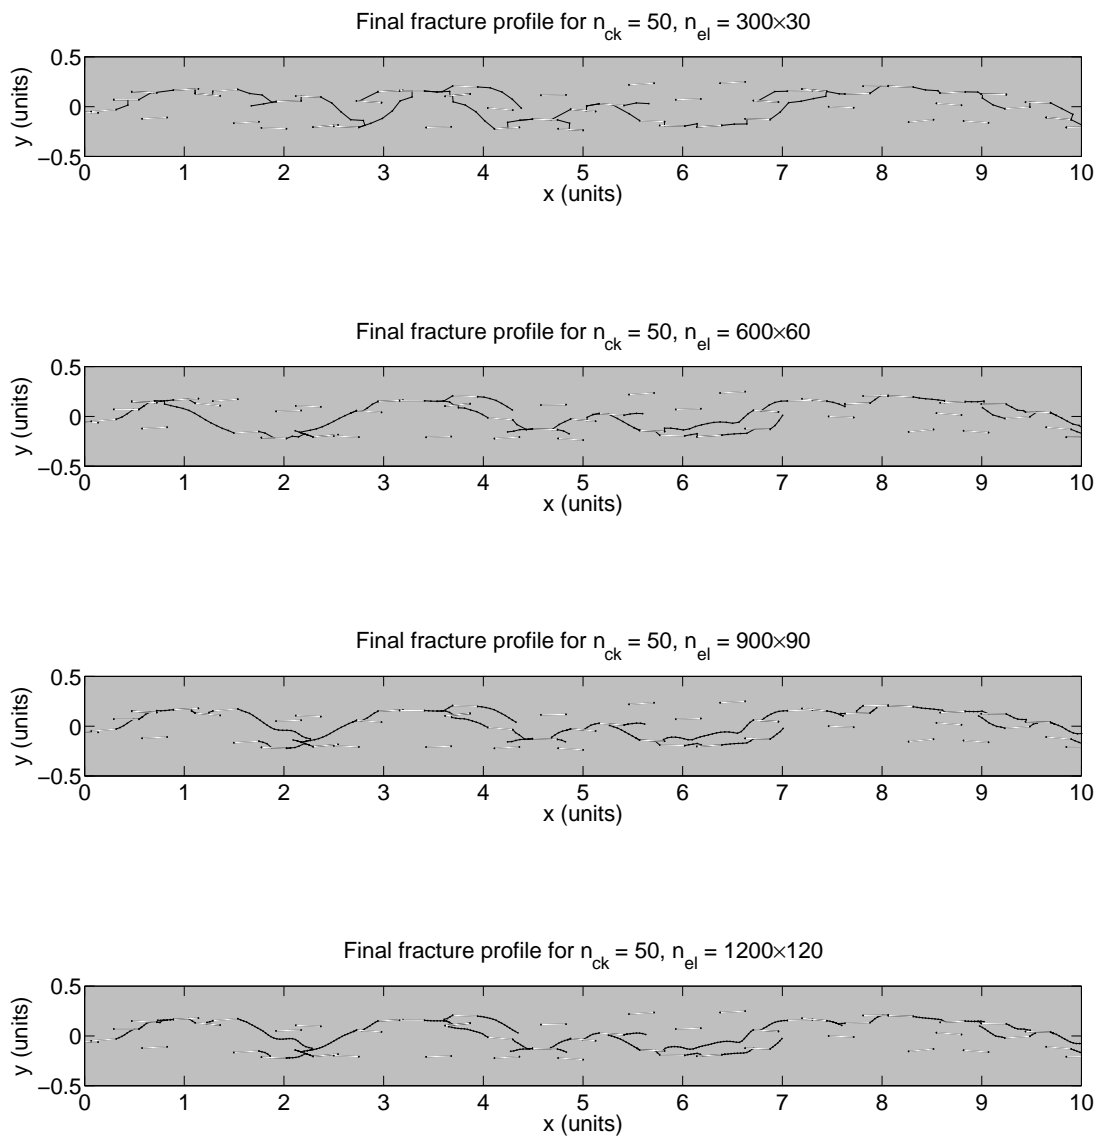 Final fracture profile for n_ck = 50, n_el = 300×30
0.5
0
−0.5
y (units)
0 1 2 3 4 5 6 7 8 9 10
x (units)
Final fracture profile for n_ck = 50, n_el = 600×60
0.5
0
−0.5
y (units)
0 1 2 3 4 5 6 7 8 9 10
x (units)
Final fracture profile for n_ck = 50, n_el = 900×90
0.5
0
−0.5
y (units)
0 1 2 3 4 5 6 7 8 9 10
x (units)
Final fracture profile for n_ck = 50, n_el = 1200×120
0.5
0
−0.5
y (units)
0 1 2 3 4 5 6 7 8 9 10
x (units)